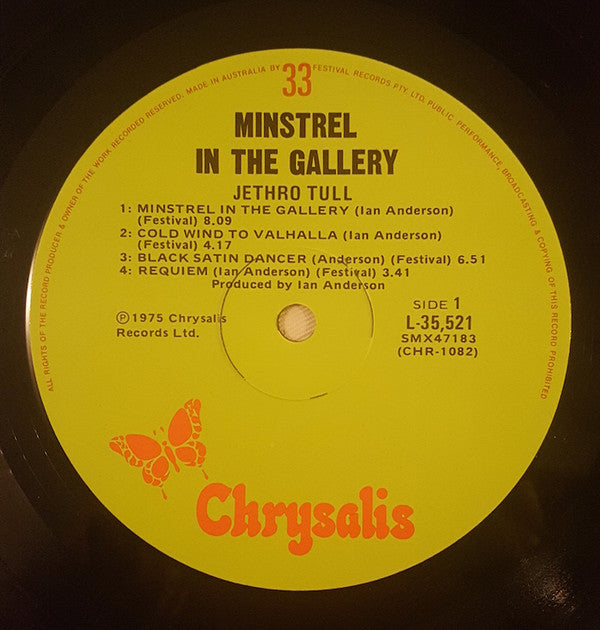 ALL RIGHTS OF THE RECORD PRODUCER & OWNER OF THE WORK RECORDED RESERVED. MADE IN AUSTRALIA BY FESTIVAL RECORDS PTY. LTD. PUBLIC PERFORMANCE, BROADCASTING & COPYING OF THIS RECORD PROHIBITED
33
MINSTREL
IN THE GALLERY
JETHRO TULL
1: MINSTREL IN THE GALLERY (Ian Anderson)
(Festival) 8.09
2: COLD WIND TO VALHALLA (Ian Anderson)
(Festival) 4.17
3: BLACK SATIN DANCER (Anderson) (Festival) 6.51
4: REQUIEM (Ian Anderson) (Festival) 3.41
Produced by Ian Anderson
℗1975 Chrysalis
Records Ltd.
SIDE 1
L-35,521
SMX47183
(CHR-1082)
Chrysalis